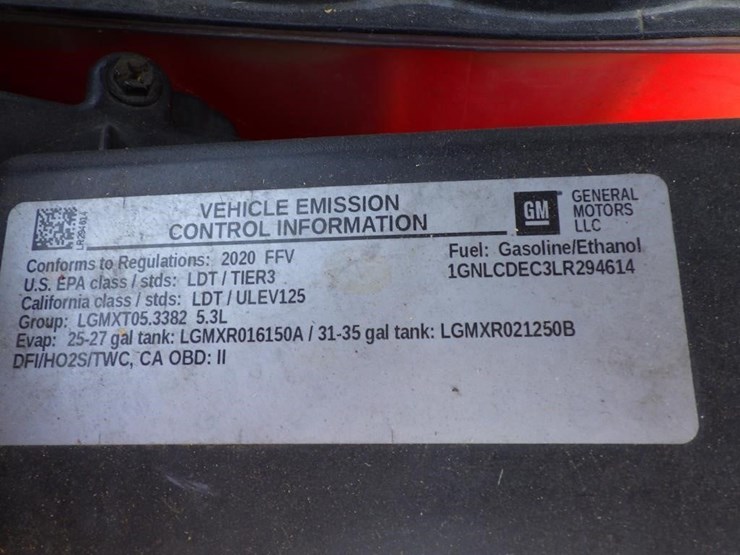 LR294614
VEHICLE EMISSION
CONTROL INFORMATION
GM
GENERAL
MOTORS
LLC
Conforms to Regulations: 2020 FFV
U.S. EPA class / stds: LDT / TIER3
California class / stds: LDT / ULEV125
Group: LGMXT05.3382 5.3L
Evap: 25-27 gal tank: LGMXR016150A / 31-35 gal tank: LGMXR021250B
DFI/HO2S/TWC, CA OBD: II
Fuel: Gasoline/Ethanol
1GNLCDEC3LR294614